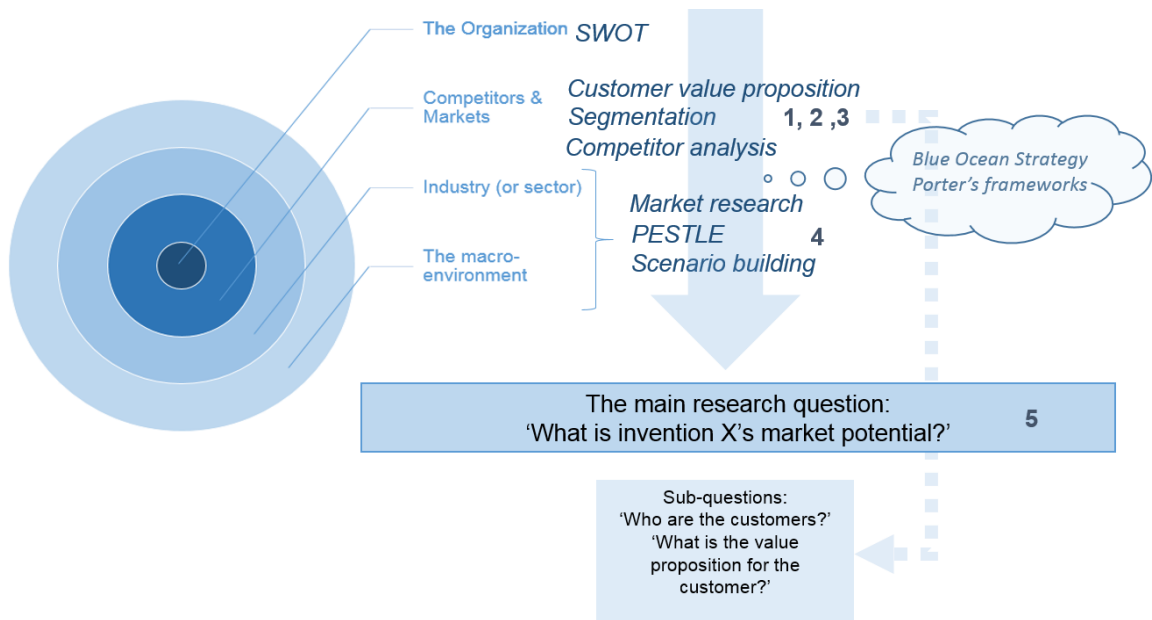 The Organization SWOT
Customer value proposition
Competitors &
Markets
Segmentation 1, 2 ,3
Competitor analysis
Blue Ocean Strategy
Porter’s frameworks
Industry (or sector)
Market research
PESTLE 4
Scenario building
The macro-
environment
The main research question:
‘What is invention X’s market potential?’ 5
Sub-questions:
‘Who are the customers?’
‘What is the value
proposition for the
customer?’